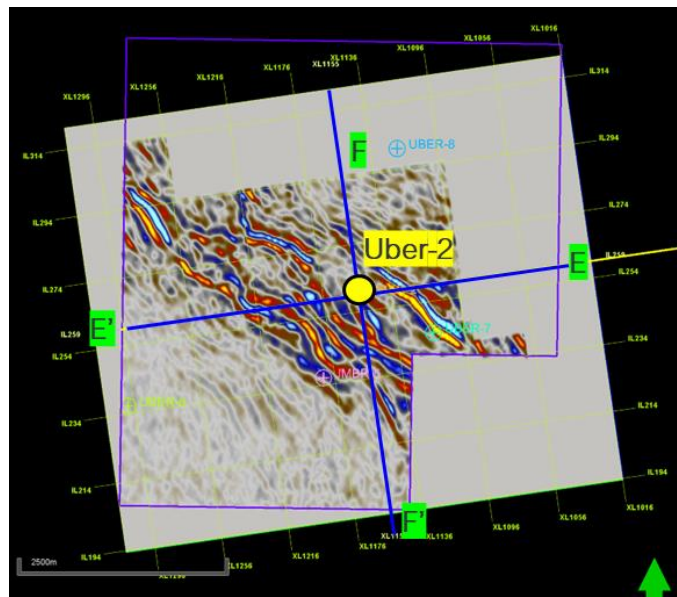 XL1016
XL1056
XL1096
XL1136
XL1155
XL1176
XL1216
XL1256
XL1296
IL314
IL314
F
UBER-8
IL294
IL294
IL274
Uber-2
E
IL259
IL254
IL274
E'
IL259
IL254
IL234
IL234
IL214
IL214
IL194
F'
XL1016
XL1056
XL1096
XL1136
XL1176
XL1216
XL1256
XL1296
IL194
2500m